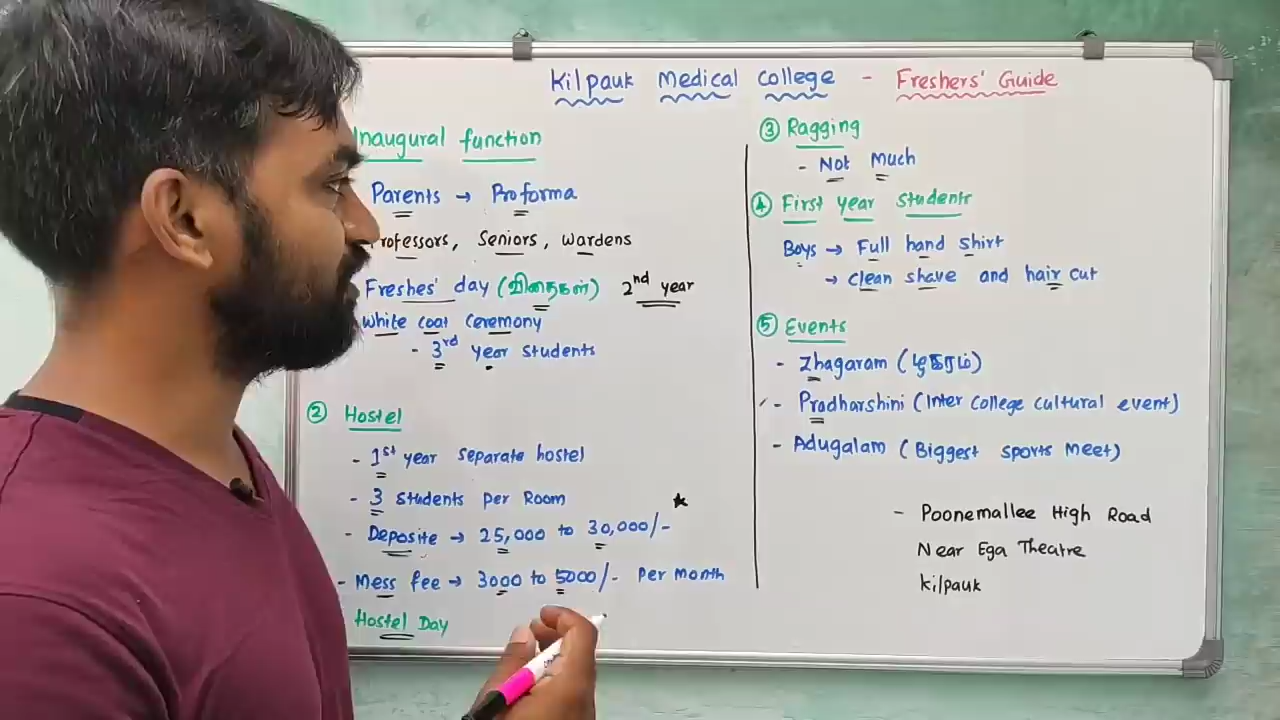 Kilpauk Medical College - Freshers' Guide
Inaugural function
Parents → Proforma
Professors, Seniors, Wardens
Freshes' day (விதைகள்) 2nd year
White coat Ceremony
- 3rd year students
② Hostel
- 1st year separate hostel
- 3 students per Room
- Deposite → 25,000 to 30,000/-
- Mess fee → 3000 to 5000/- Per month
Hostel Day
③ Ragging
- Not Much
④ First year students
Boys → Full hand shirt
→ clean shave and hair cut
⑤ Events
- Zhagaram (ழகரம்)
- Pradharshini (Inter College cultural event)
- Adugalam (Biggest sports Meet)
- Poonemallee High Road
Near Ega Theatre
Kilpauk